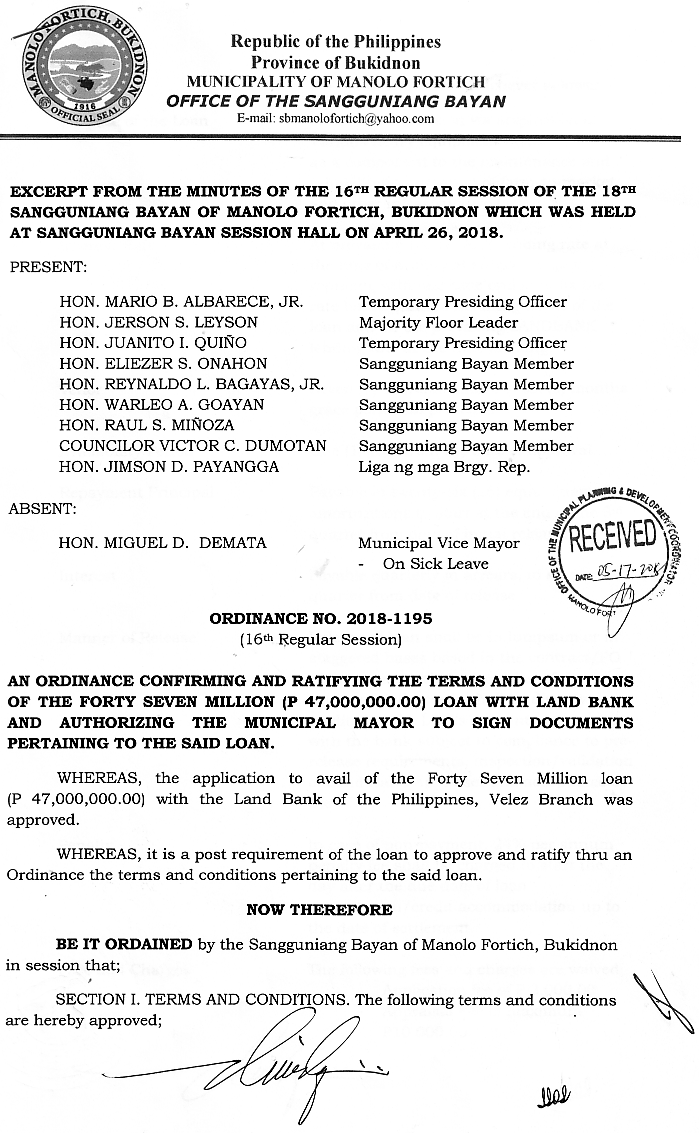 MANOLO FORTICH, BUKIDNON
1916
OFFICIAL SEAL
Republic of the Philippines
Province of Bukidnon
MUNICIPALITY OF MANOLO FORTICH
OFFICE OF THE SANGGUNIANG BAYAN
E-mail: sbmanolofortich@yahoo.com
EXCERPT FROM THE MINUTES OF THE 16TH REGULAR SESSION OF THE 18TH
SANGGUNIANG BAYAN OF MANOLO FORTICH, BUKIDNON WHICH WAS HELD
AT SANGGUNIANG BAYAN SESSION HALL ON APRIL 26, 2018.
PRESENT:
HON. MARIO B. ALBARECE, JR. Temporary Presiding Officer
HON. JERSON S. LEYSON Majority Floor Leader
HON. JUANITO I. QUIÑO Temporary Presiding Officer
HON. ELIEZER S. ONAHON Sangguniang Bayan Member
HON. REYNALDO L. BAGAYAS, JR. Sangguniang Bayan Member
HON. WARLEO A. GOAYAN Sangguniang Bayan Member
HON. RAUL S. MIÑOZA Sangguniang Bayan Member
COUNCILOR VICTOR C. DUMOTAN Sangguniang Bayan Member
HON. JIMSON D. PAYANGGA Liga ng mga Brgy. Rep.
ABSENT:
HON. MIGUEL D. DEMATA Municipal Vice Mayor
- On Sick Leave
OFFICE OF THE MUNICIPAL PLANNING & DEVELOPMENT COORDINATOR
RECEIVED
DATE: 05-17-
MANOLO FORT
ORDINANCE NO. 2018-1195
(16th Regular Session)
AN ORDINANCE CONFIRMING AND RATIFYING THE TERMS AND CONDITIONS
OF THE FORTY SEVEN MILLION (P 47,000,000.00) LOAN WITH LAND BANK
AND AUTHORIZING THE MUNICIPAL MAYOR TO SIGN DOCUMENTS
PERTAINING TO THE SAID LOAN.
WHEREAS, the application to avail of the Forty Seven Million loan
(P 47,000,000.00) with the Land Bank of the Philippines, Velez Branch was
approved.
WHEREAS, it is a post requirement of the loan to approve and ratify thru an
Ordinance the terms and conditions pertaining to the said loan.
NOW THEREFORE
BE IT ORDAINED by the Sangguniang Bayan of Manolo Fortich, Bukidnon
in session that;
SECTION I. TERMS AND CONDITIONS. The following terms and conditions
are hereby approved;